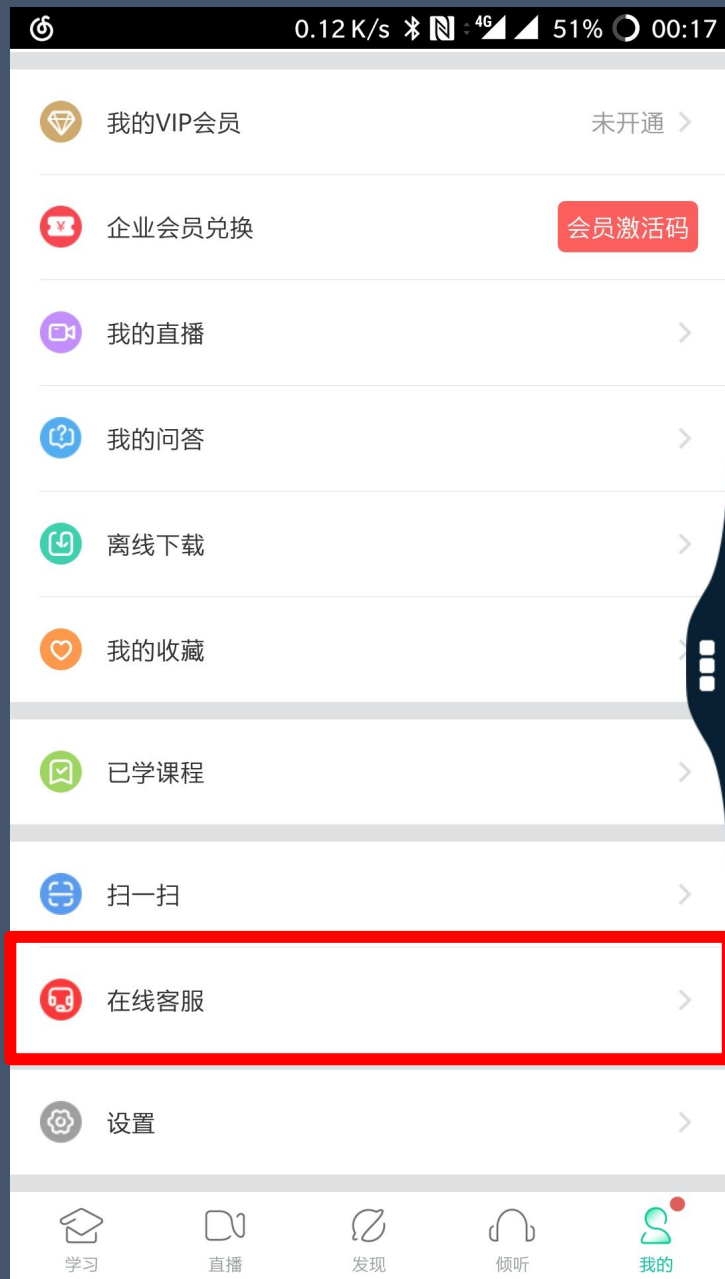 0.12 K/s 4G 51% 00:17
我的VIP会员 未开通
企业会员兑换 会员激活码
我的直播
我的问答
离线下载
我的收藏
已学课程
扫一扫
在线客服
设置
学习 直播 发现 倾听 我的